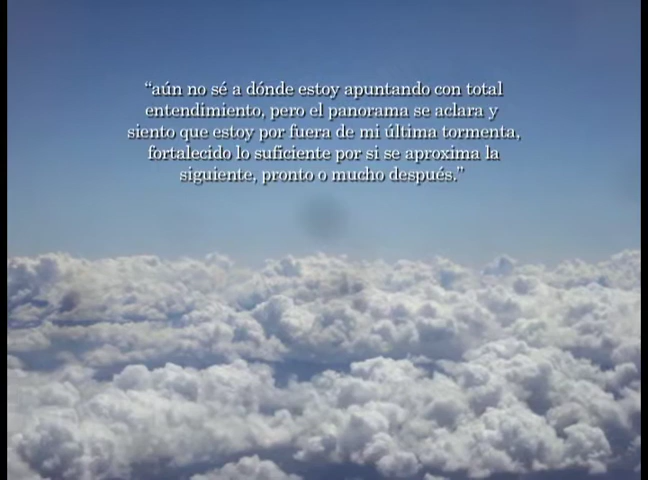 “aún no sé a dónde estoy apuntando con total
entendimiento, pero el panorama se aclara y
siento que estoy por fuera de mi última tormenta,
fortalecido lo suficiente por si se aproxima la
siguiente, pronto o mucho después.”